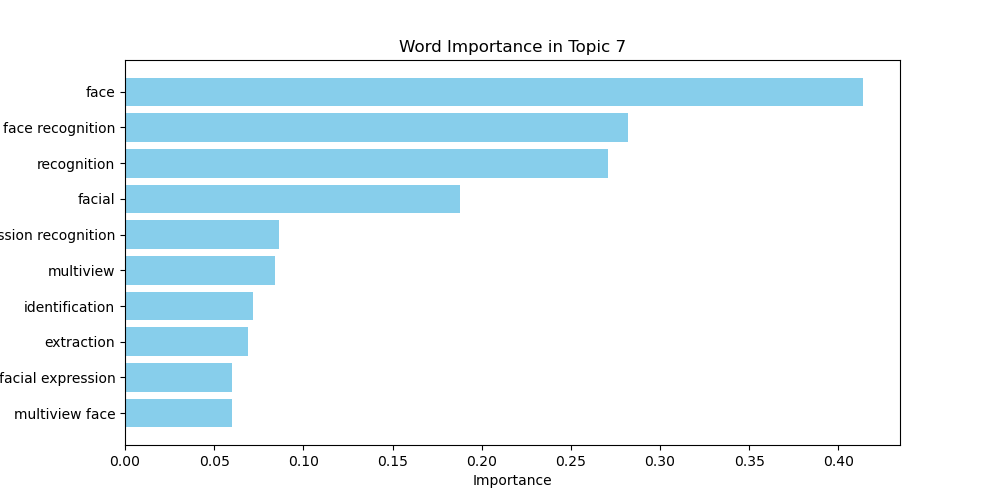 Word Importance in Topic 7
face
face recognition
recognition
facial
ssion recognition
multiview
identification
extraction
facial expression
multiview face
0.00 0.05 0.10 0.15 0.20 0.25 0.30 0.35 0.40
Importance